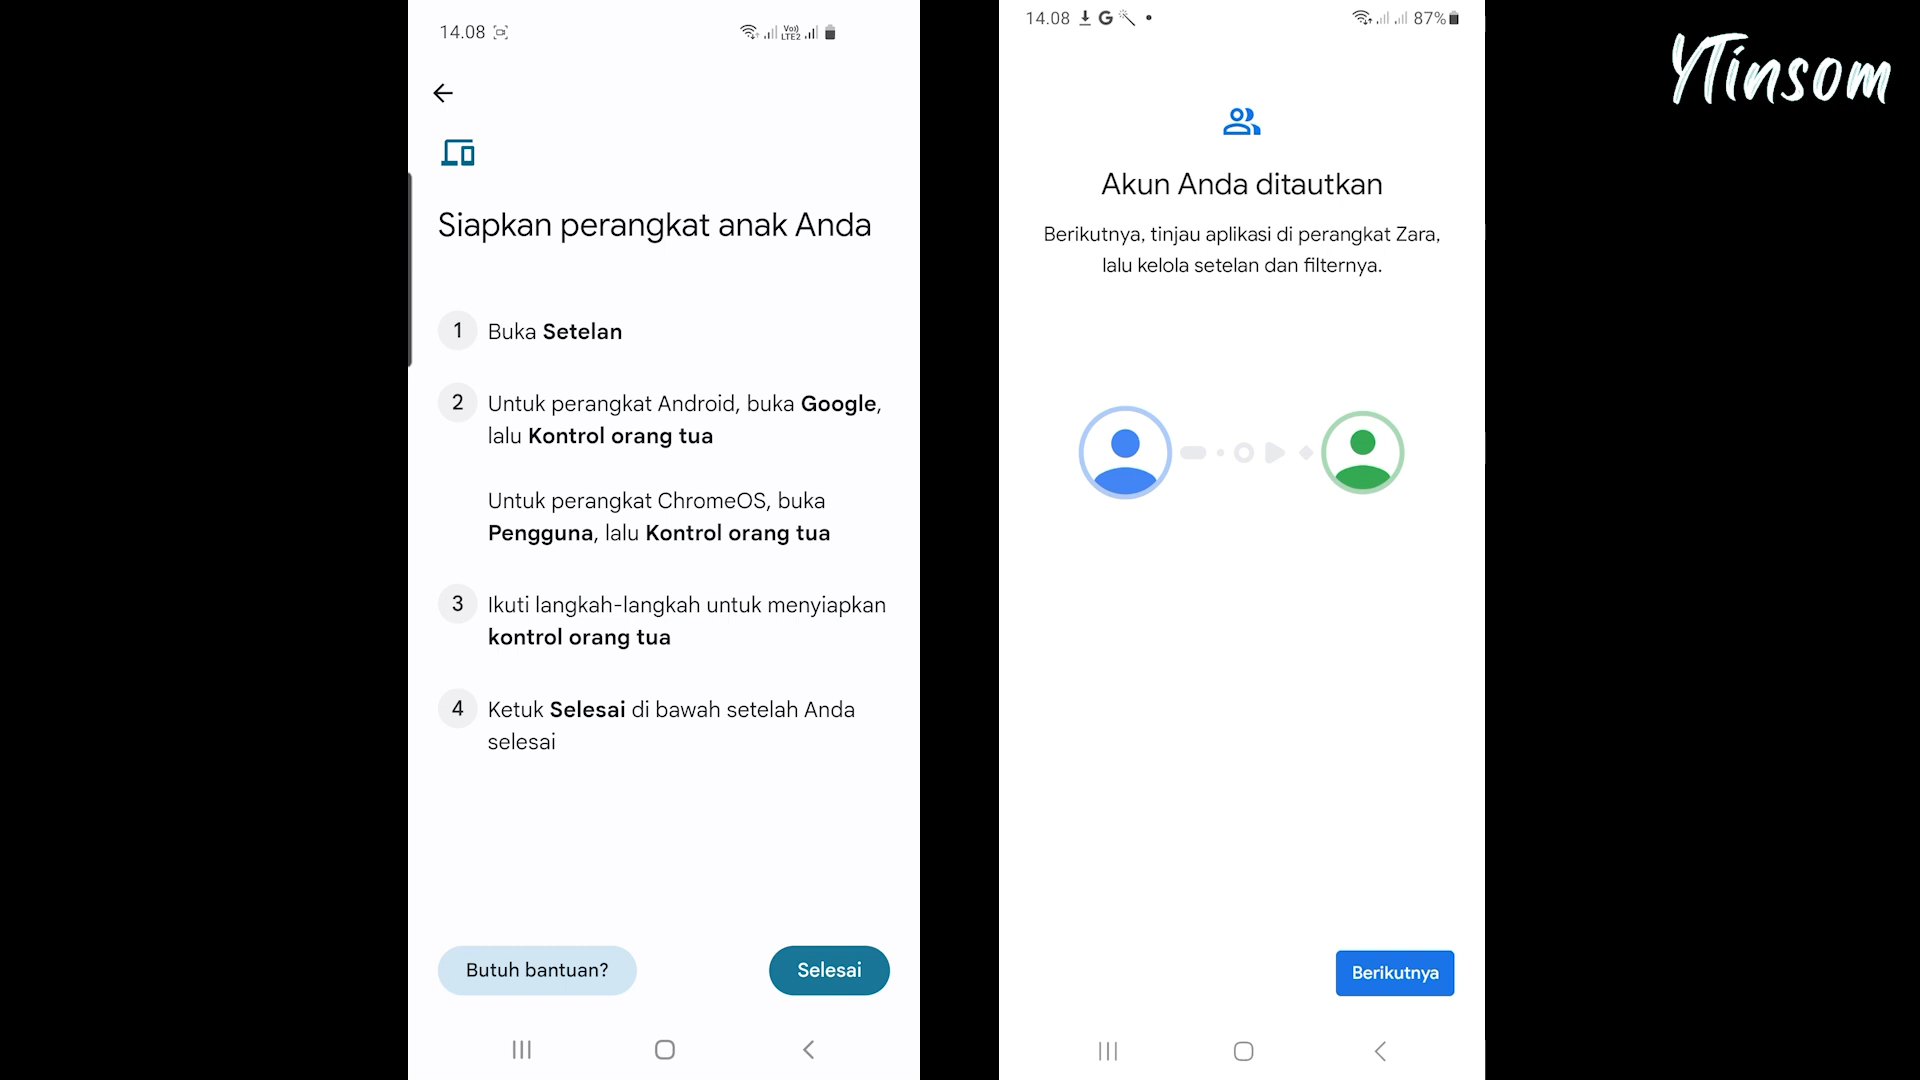 14.08
Vo))
LTE2
Siapkan perangkat anak Anda
1 Buka Setelan
2 Untuk perangkat Android, buka Google,
lalu Kontrol orang tua
Untuk perangkat ChromeOS, buka
Pengguna, lalu Kontrol orang tua
3 Ikuti langkah-langkah untuk menyiapkan
kontrol orang tua
4 Ketuk Selesai di bawah setelah Anda
selesai
Butuh bantuan?
Selesai
14.08 G
87%
Akun Anda ditautkan
Berikutnya, tinjau aplikasi di perangkat Zara,
lalu kelola setelan dan filternya.
Berikutnya
YTinsom